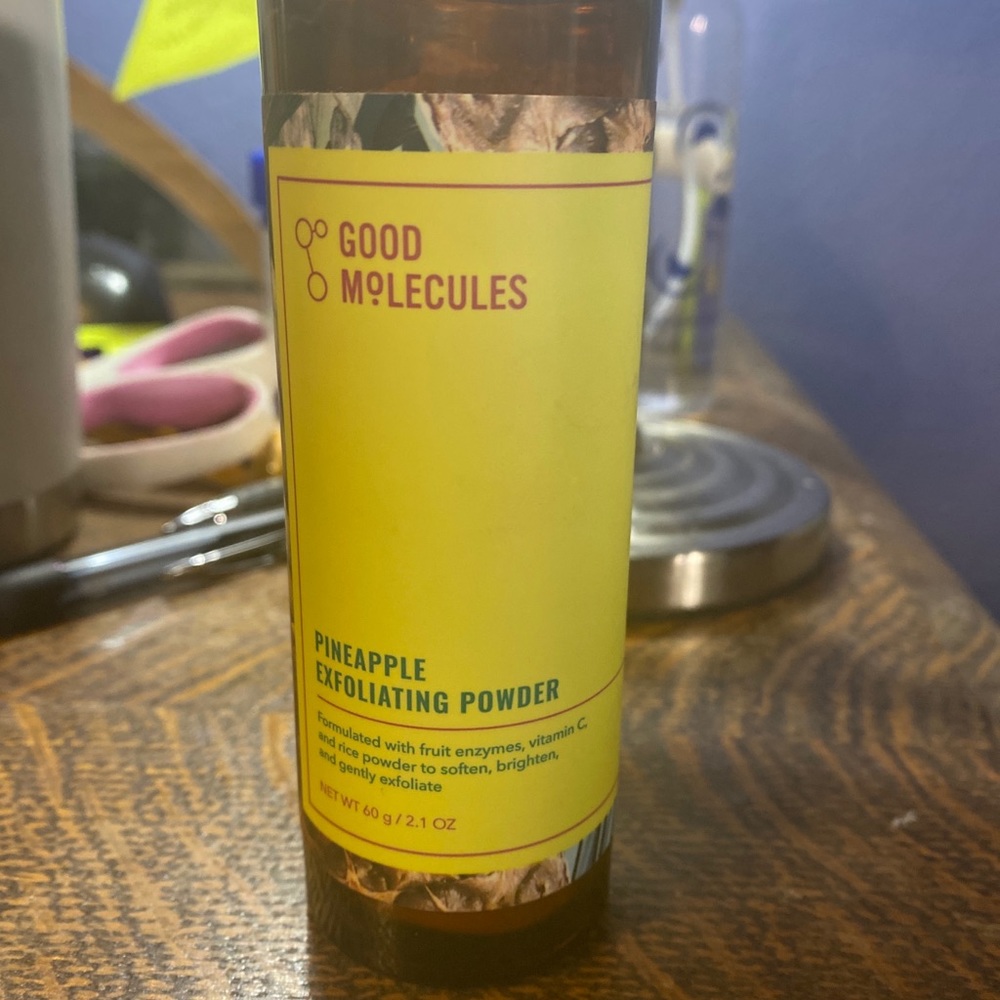 GOOD
MOLECULES
PINEAPPLE
EXFOLIATING POWDER
Formulated with fruit enzymes, vitamin C,
and rice powder to soften, brighten,
and gently exfoliate
NET WT 60 g / 2.1 OZ